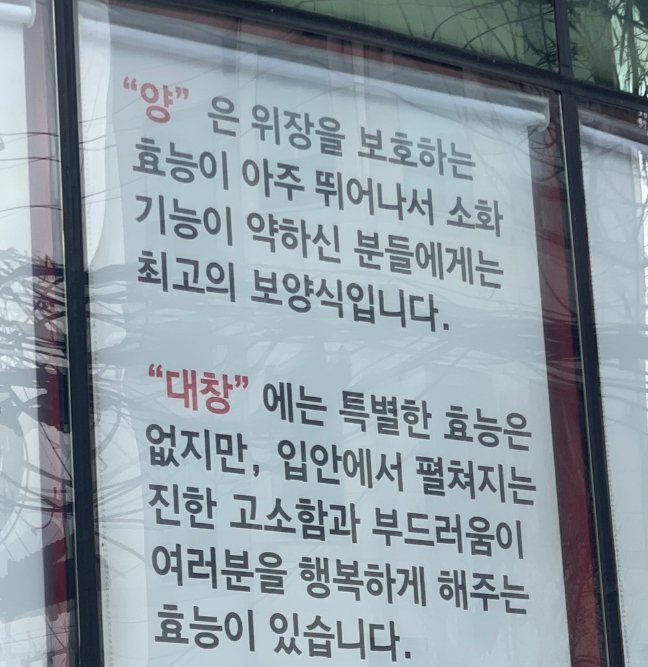 “양” 은 위장을 보호하는
효능이 아주 뛰어나서 소화
기능이 약하신 분들에게는
최고의 보양식입니다.
“대창” 에는 특별한 효능은
없지만, 입안에서 펼쳐지는
진한 고소함과 부드러움이
여러분을 행복하게 해주는
효능이 있습니다.